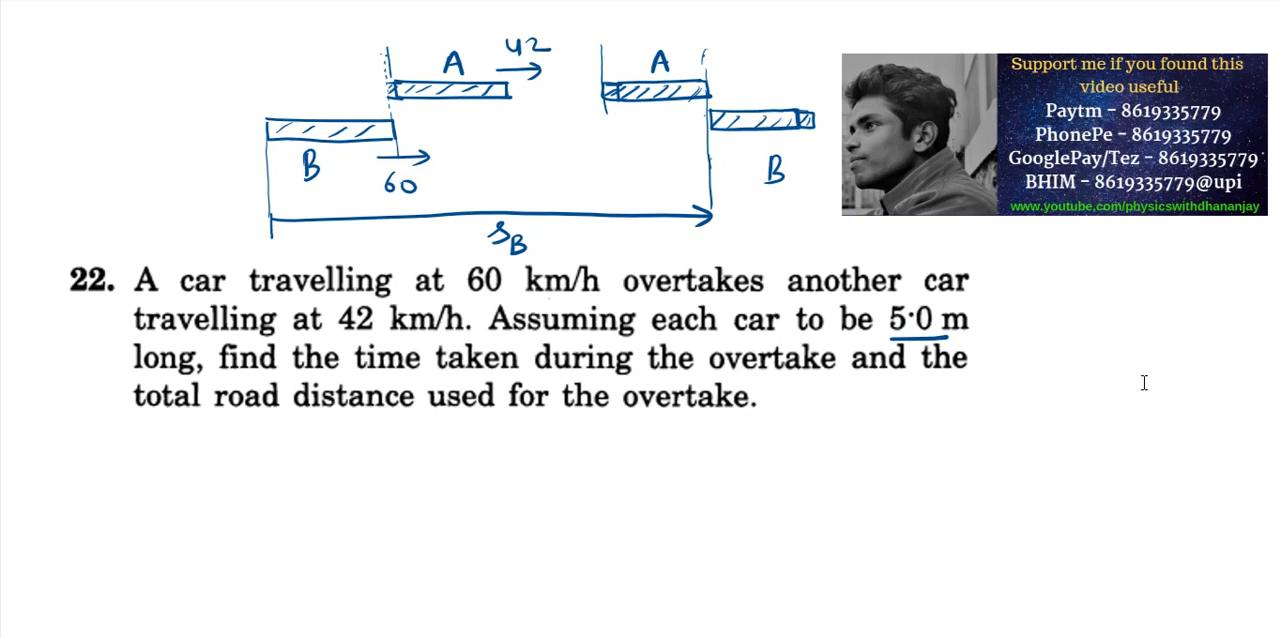 A 42
A
B
60
B
S_B
Support me if you found this
video useful
Paytm - 8619335779
PhonePe - 8619335779
GooglePay/Tez - 8619335779
BHIM - 8619335779@upi
www.youtube.com/physicswithdhananjay
22. A car travelling at 60 km/h overtakes another car
travelling at 42 km/h. Assuming each car to be 5·0 m
long, find the time taken during the overtake and the
total road distance used for the overtake.